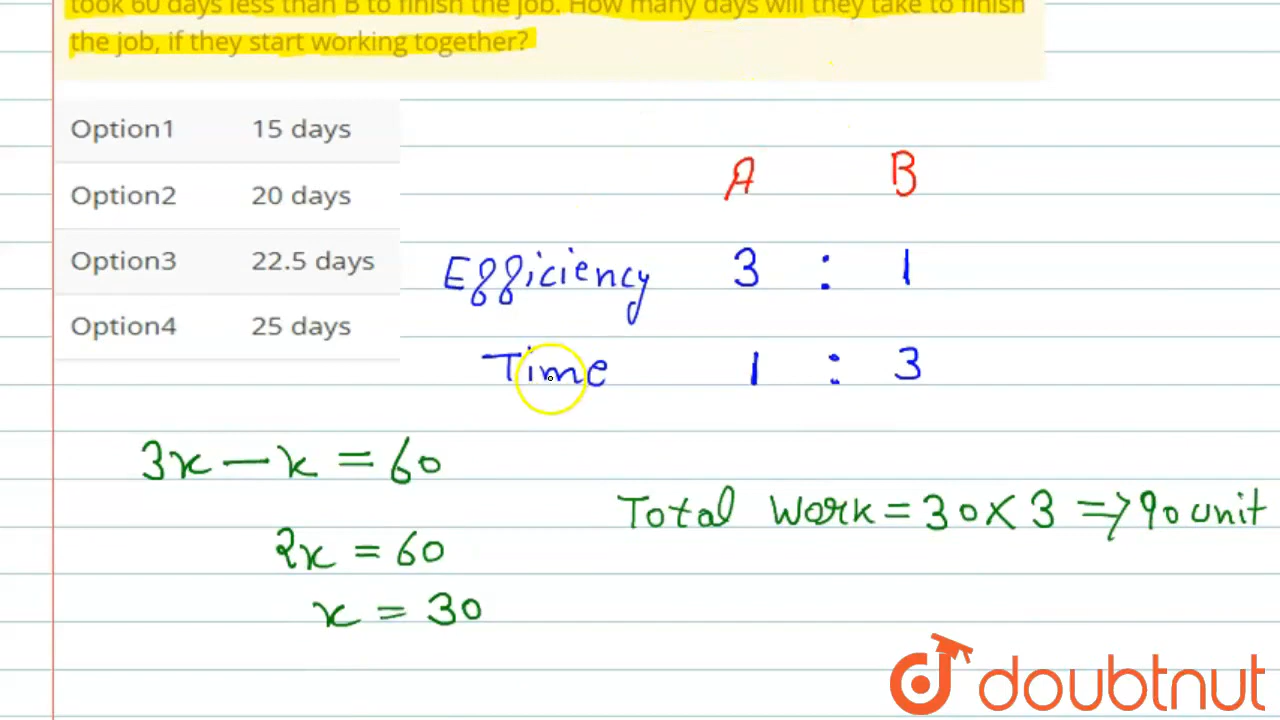 took 60 days less than B to finish the job. How many days will they take to finish
the job, if they start working together?
Option1 15 days
Option2 20 days
Option3 22.5 days
Option4 25 days
A B
Efficiency 3 : 1
Time 1 : 3
3x - x = 60
2x = 60
x = 30
Total work = 30 x 3 => 90 unit
doubtnut